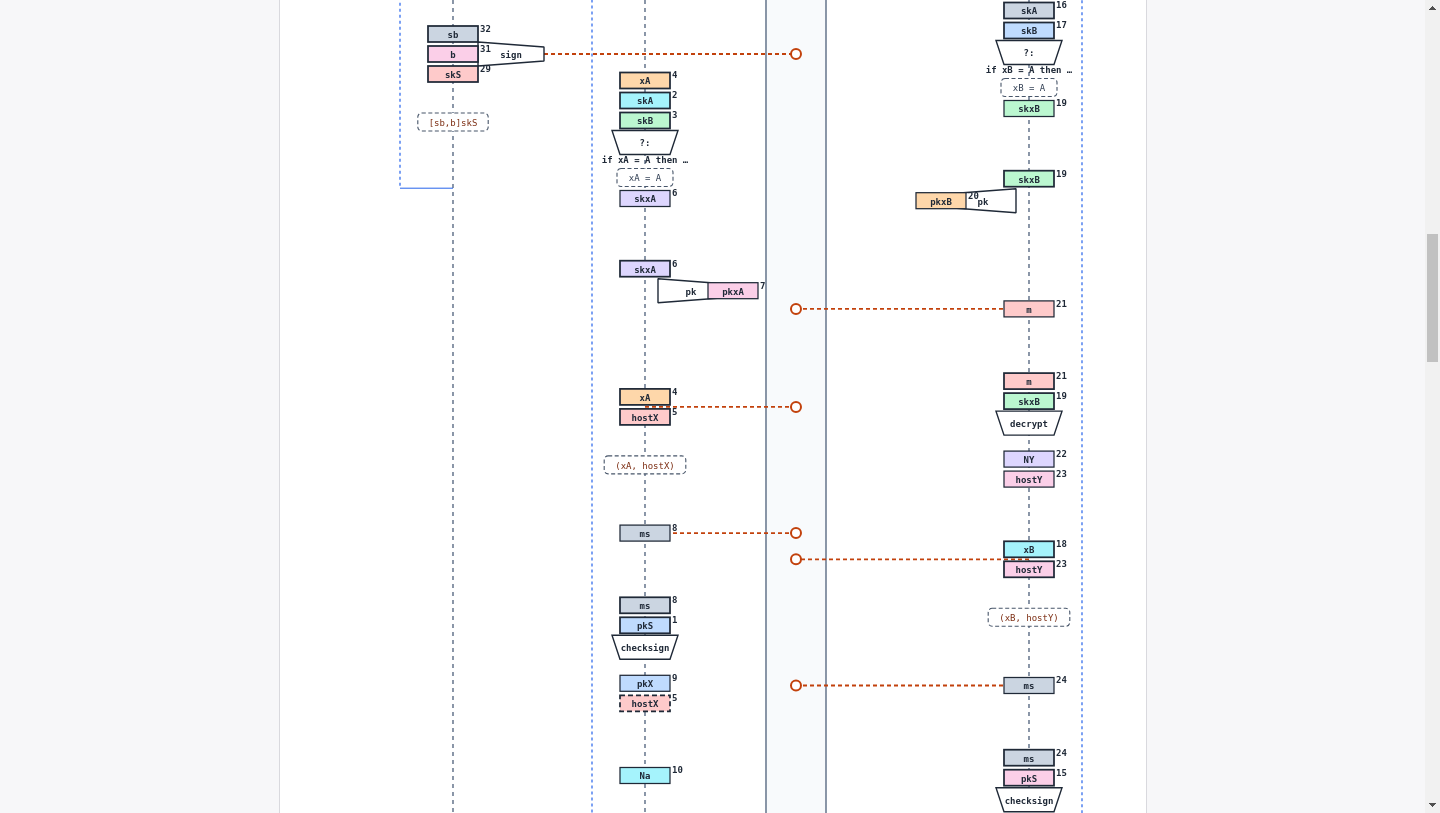 skA 16
sb 32
skB 17
b 31
sign
?:
skS 29
if xB = A then …
xA 4
xB = A
skA 2
skxB 19
skB 3
[sb,b]skS
?:
if xA = A then …
xA = A
skxB 19
skxA 6
pkxB 20
pk
skxA 6
pk
pkxA 7
m 21
m 21
xA 4
skxB 19
hostX 5
decrypt
NY 22
(xA, hostX)
hostY 23
ms 8
xB 18
hostY 23
ms 8
(xB, hostY)
pkS 1
checksign
pkX 9
ms 24
hostX 5
ms 24
Na 10
pkS 15
checksign